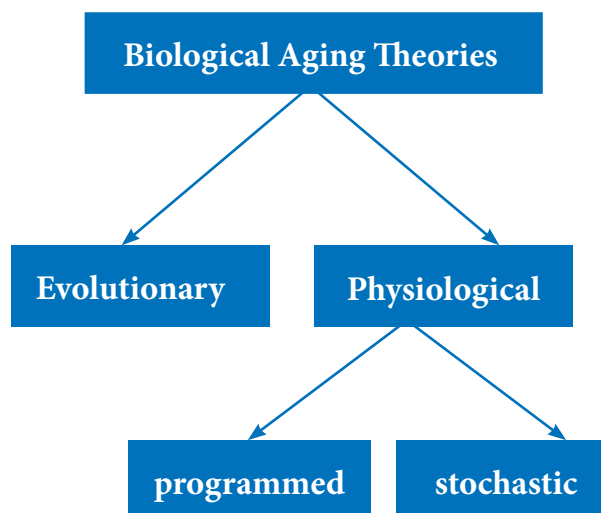 Biological Aging Theories
Evolutionary
Physiological
programmed
stochastic